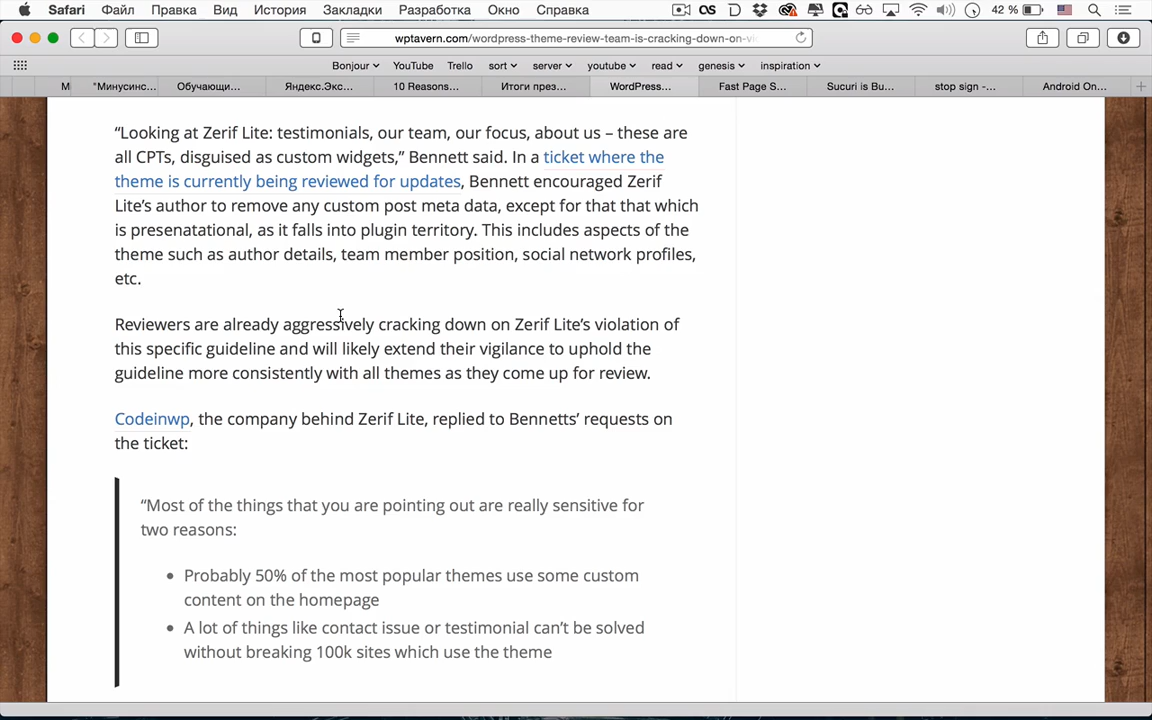 Safari Файл Правка Вид История Закладки Разработка Окно Справка 42 %
wptavern.com/wordpress-theme-review-team-is-cracking-down-on-vi
Bonjour YouTube Trello sort server youtube read genesis inspiration
М "Минусинс... Обучающи... Яндекс.Экс... 10 Reasons... Итоги през... WordPress... Fast Page S... Sucuri is Bu... stop sign -... Android On...
“Looking at Zerif Lite: testimonials, our team, our focus, about us – these are
all CPTs, disguised as custom widgets,” Bennett said. In a ticket where the
theme is currently being reviewed for updates, Bennett encouraged Zerif
Lite’s author to remove any custom post meta data, except for that that which
is presenatational, as it falls into plugin territory. This includes aspects of the
theme such as author details, team member position, social network profiles,
etc.
Reviewers are already aggressively cracking down on Zerif Lite’s violation of
this specific guideline and will likely extend their vigilance to uphold the
guideline more consistently with all themes as they come up for review.
Codeinwp, the company behind Zerif Lite, replied to Bennetts’ requests on
the ticket:
“Most of the things that you are pointing out are really sensitive for
two reasons:
• Probably 50% of the most popular themes use some custom
content on the homepage
• A lot of things like contact issue or testimonial can’t be solved
without breaking 100k sites which use the theme